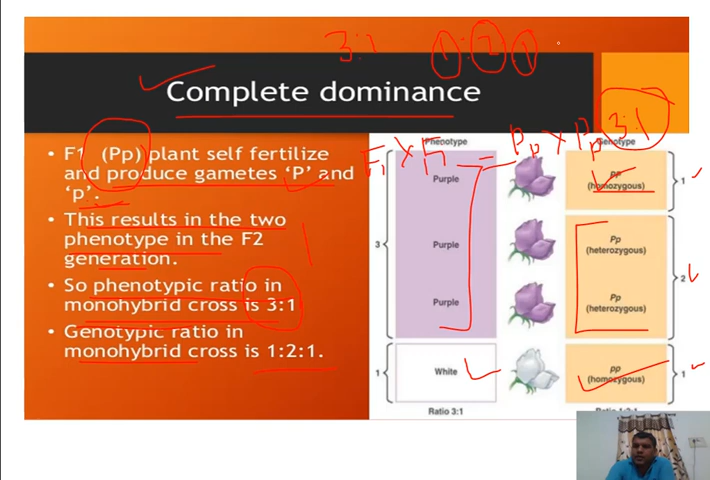 3:1 1:2:1
Complete dominance
F1 x F1 = Pp x Pp 3:1
• F1 (Pp) plant self fertilize
and produce gametes ‘P’ and
‘p’.
• This results in the two
phenotype in the F2
generation.
• So phenotypic ratio in
monohybrid cross is 3:1
• Genotypic ratio in
monohybrid cross is 1:2:1.
Phenotype
Genotype
Purple
(homozygous)
1
3
Purple
Pp
(heterozygous)
2
Purple
Pp
(heterozygous)
1
White
pp
(homozygous)
1
Ratio 3:1